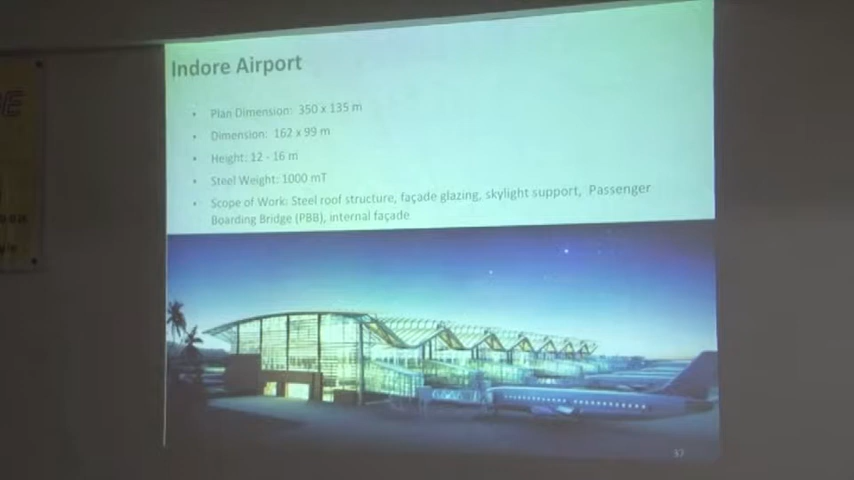 Indore Airport
• Plan Dimension: 350 x 135 m
• Dimension: 162 x 99 m
• Height: 12 - 16 m
• Steel Weight: 1000 mT
• Scope of Work: Steel roof structure, façade glazing, skylight support, Passenger
Boarding Bridge (PBB), internal façade
37